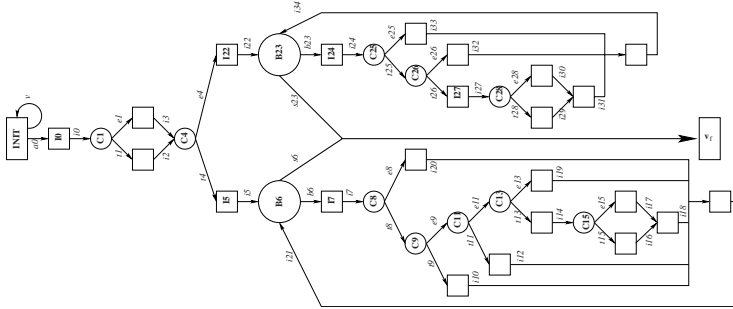 INIT
v
a0
I0
i0
C1
t1
e1
i2
i3
C4
t4
e4
I5
I22
i5
i22
B6
B23
s6
s23
b6
b23
i21
i34
I7
I24
i7
i24
C8
C25
t8
e8
t25
e25
C9
i20
C26
i33
t9
e9
t26
e26
i10
C11
I27
i32
t11
e11
i27
i12
C13
C28
t13
e13
t28
e28
i14
i19
i29
i30
C15
i31
t15
e15
i16
i17
i18
v f